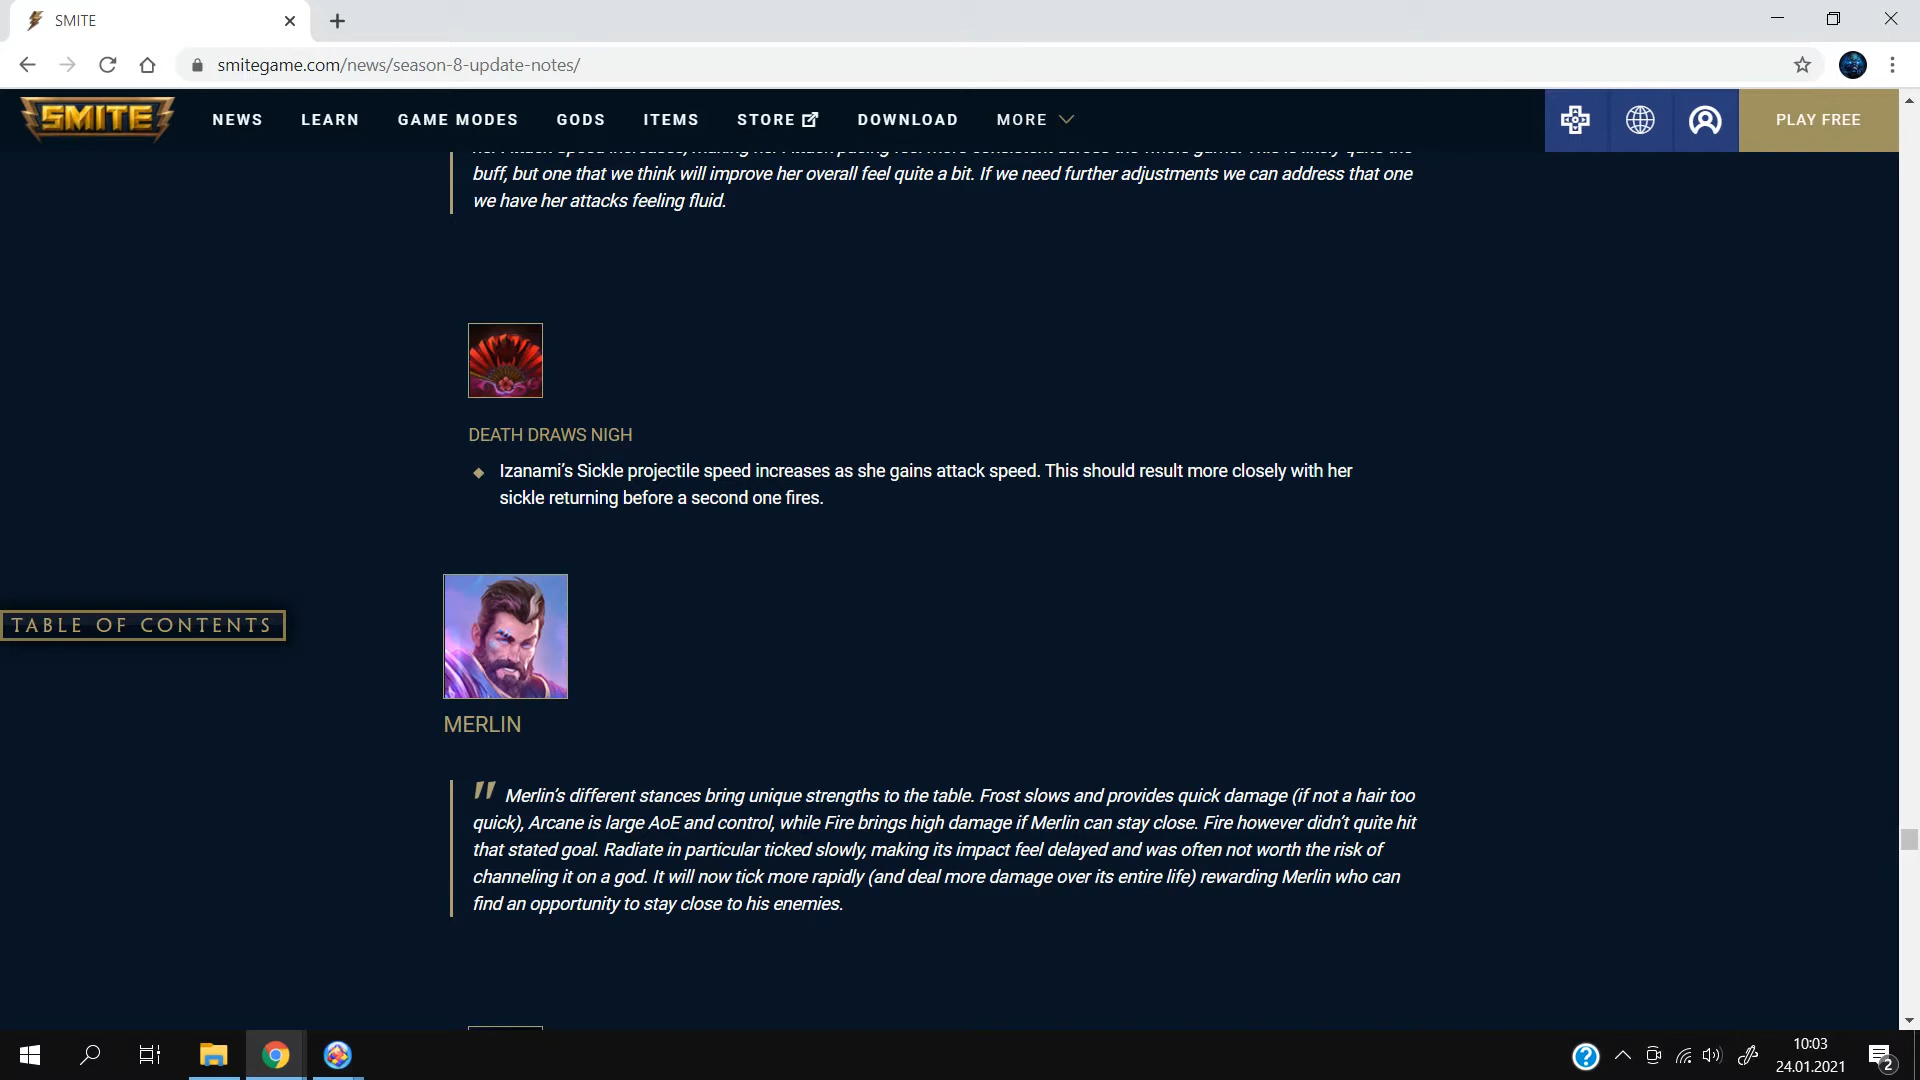 SMITE
smitegame.com/news/season-8-update-notes/
SMITE
NEWS
LEARN
GAME MODES
GODS
ITEMS
STORE
DOWNLOAD
MORE
PLAY FREE
buff, but one that we think will improve her overall feel quite a bit. If we need further adjustments we can address that one
we have her attacks feeling fluid.
DEATH DRAWS NIGH
Izanami’s Sickle projectile speed increases as she gains attack speed. This should result more closely with her
sickle returning before a second one fires.
TABLE OF CONTENTS
MERLIN
" Merlin’s different stances bring unique strengths to the table. Frost slows and provides quick damage (if not a hair too
quick), Arcane is large AoE and control, while Fire brings high damage if Merlin can stay close. Fire however didn’t quite hit
that stated goal. Radiate in particular ticked slowly, making its impact feel delayed and was often not worth the risk of
channeling it on a god. It will now tick more rapidly (and deal more damage over its entire life) rewarding Merlin who can
find an opportunity to stay close to his enemies.
10:03
24.01.2021
2